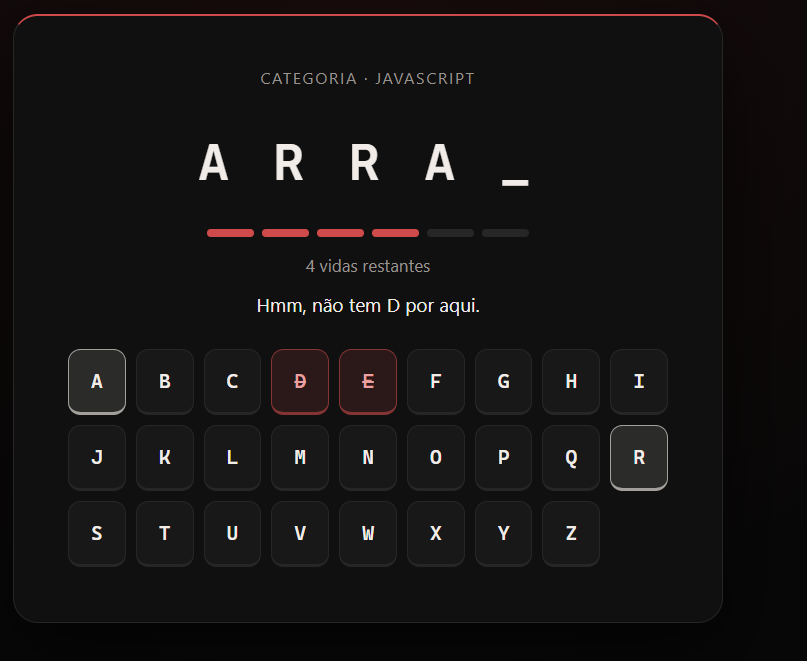 CATEGORIA · JAVASCRIPT
A R R A _
4 vidas restantes
Hmm, não tem D por aqui.
A B C D E F G H I
J K L M N O P Q R
S T U V W X Y Z